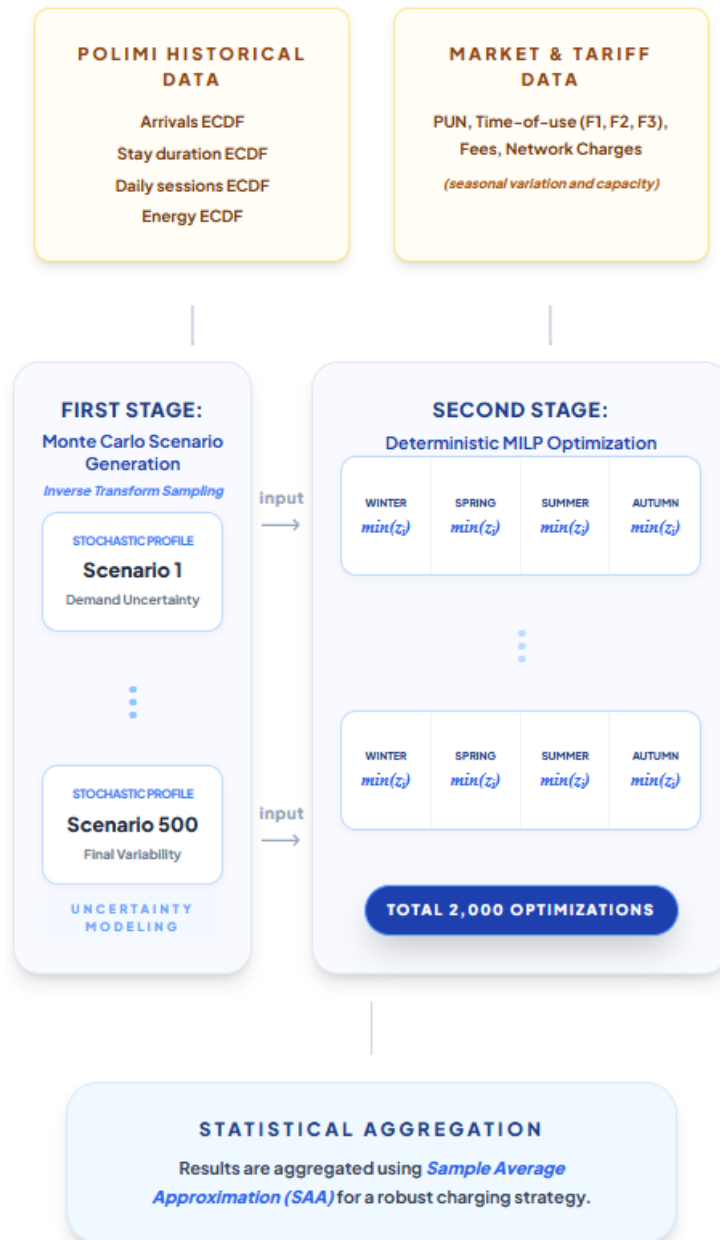 POLIMI HISTORICAL
DATA
Arrivals ECDF
Stay duration ECDF
Daily sessions ECDF
Energy ECDF
MARKET & TARIFF
DATA
PUN, Time-of-use (F1, F2, F3),
Fees, Network Charges
(seasonal variation and capacity)
FIRST STAGE:
Monte Carlo Scenario
Generation
Inverse Transform Sampling
STOCHASTIC PROFILE
Scenario 1
Demand Uncertainty
STOCHASTIC PROFILE
Scenario 500
Final Variability
UNCERTAINTY
MODELING
input
input
SECOND STAGE:
Deterministic MILP Optimization
WINTER SPRING SUMMER AUTUMN
min(zᵢ) min(zᵢ) min(zᵢ) min(zᵢ)
WINTER SPRING SUMMER AUTUMN
min(zᵢ) min(zᵢ) min(zᵢ) min(zᵢ)
TOTAL 2,000 OPTIMIZATIONS
STATISTICAL AGGREGATION
Results are aggregated using Sample Average
Approximation (SAA) for a robust charging strategy.